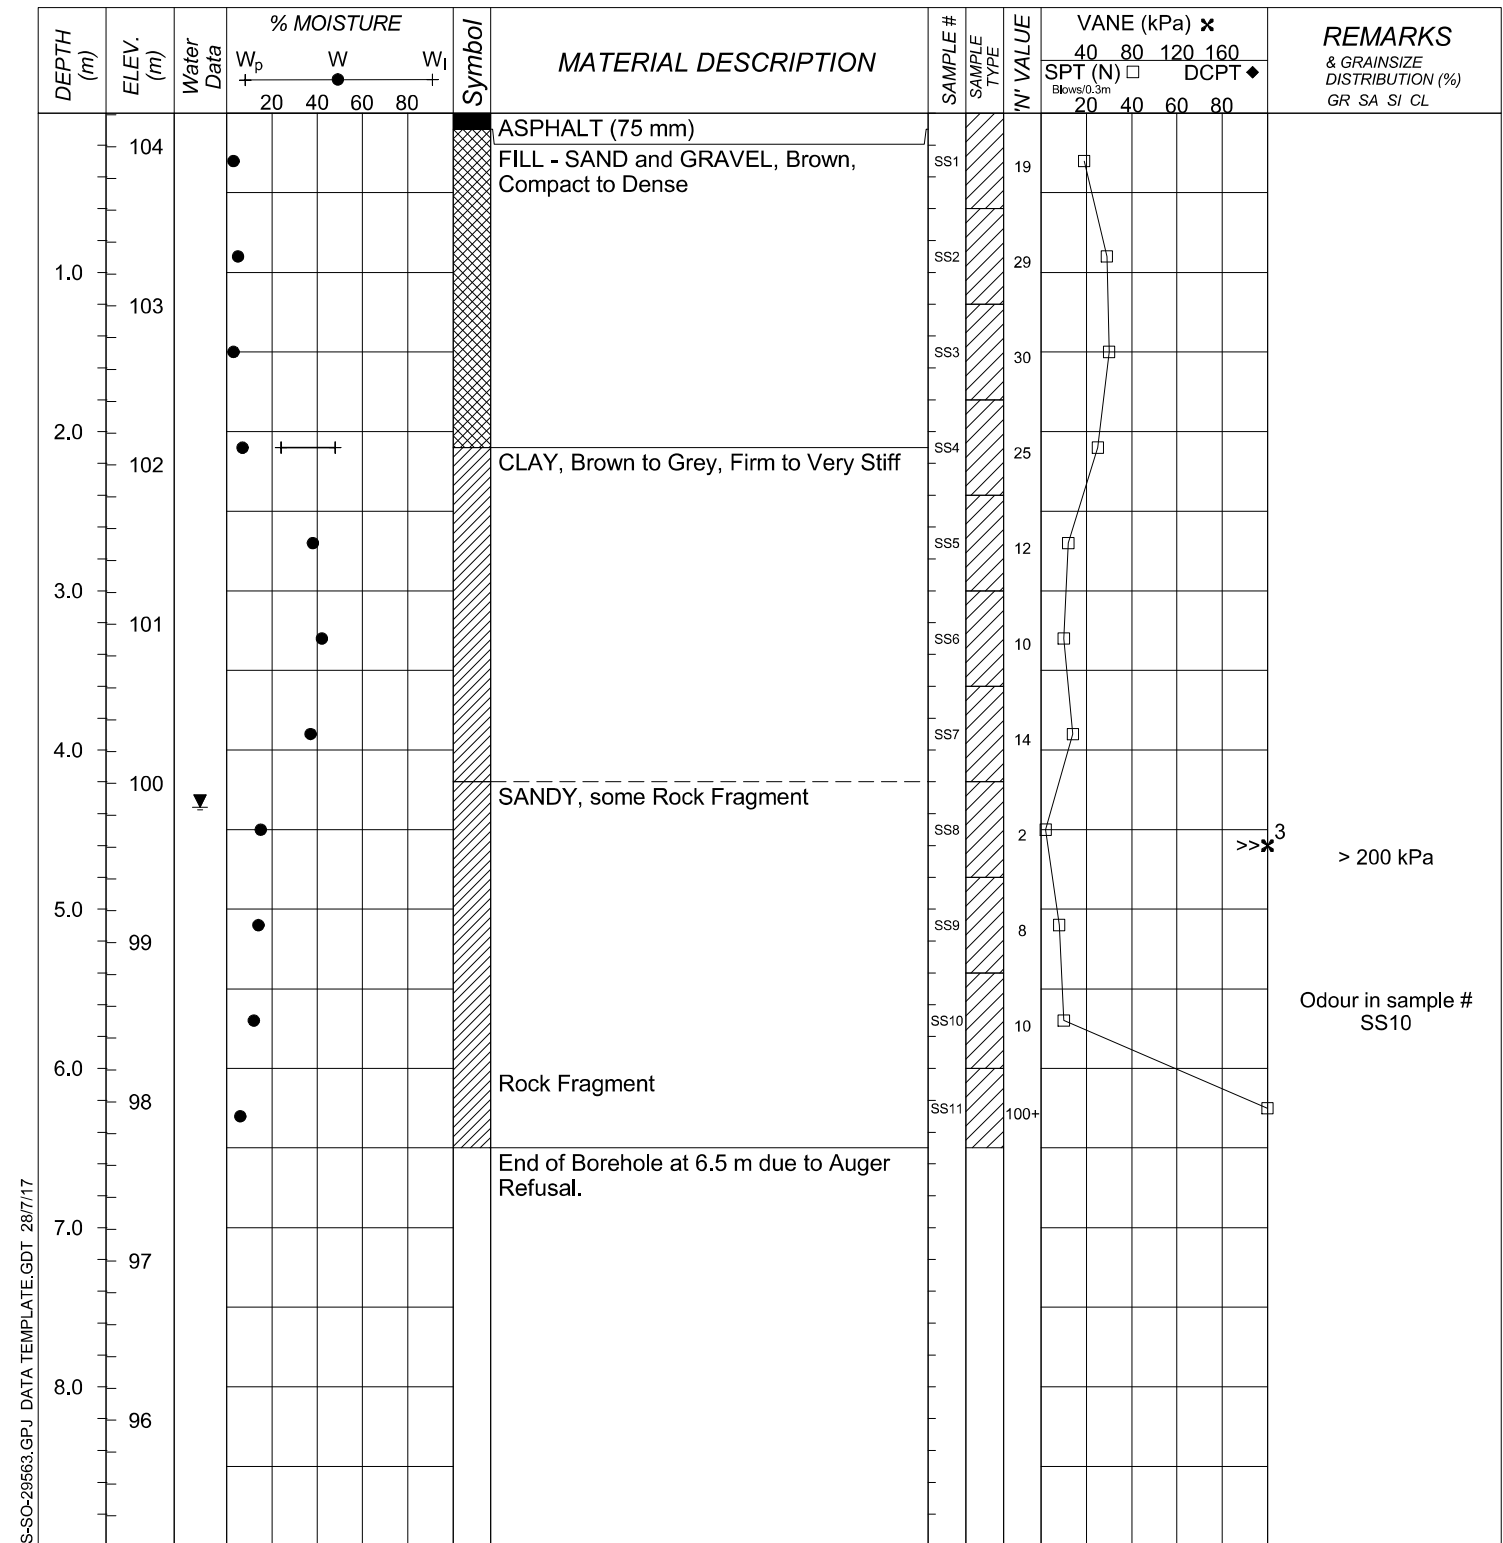 DEPTH (m)
ELEV. (m)
Water Data
% MOISTURE
Wp W Wl
20 40 60 80
Symbol
MATERIAL DESCRIPTION
SAMPLE #
SAMPLE TYPE
'N' VALUE
VANE (kPa)
40 80 120 160
SPT (N) DCPT
Blows/0.3m
20 40 60 80
REMARKS
& GRAINSIZE
DISTRIBUTION (%)
GR SA SI CL
ASPHALT (75 mm)
104
FILL - SAND and GRAVEL, Brown,
Compact to Dense
SS1 19
SS2 29
1.0
103
SS3 30
2.0
SS4 25
102
CLAY, Brown to Grey, Firm to Very Stiff
SS5 12
3.0
101
SS6 10
SS7 14
4.0
100
SANDY, some Rock Fragment
SS8 2
3
>>
> 200 kPa
5.0
SS9 8
99
Odour in sample #
SS10
SS10 10
6.0
Rock Fragment
98
SS11 100+
End of Borehole at 6.5 m due to Auger
Refusal.
7.0
97
8.0
96
S-SO-29563.GPJ DATA TEMPLATE.GDT 28/7/17